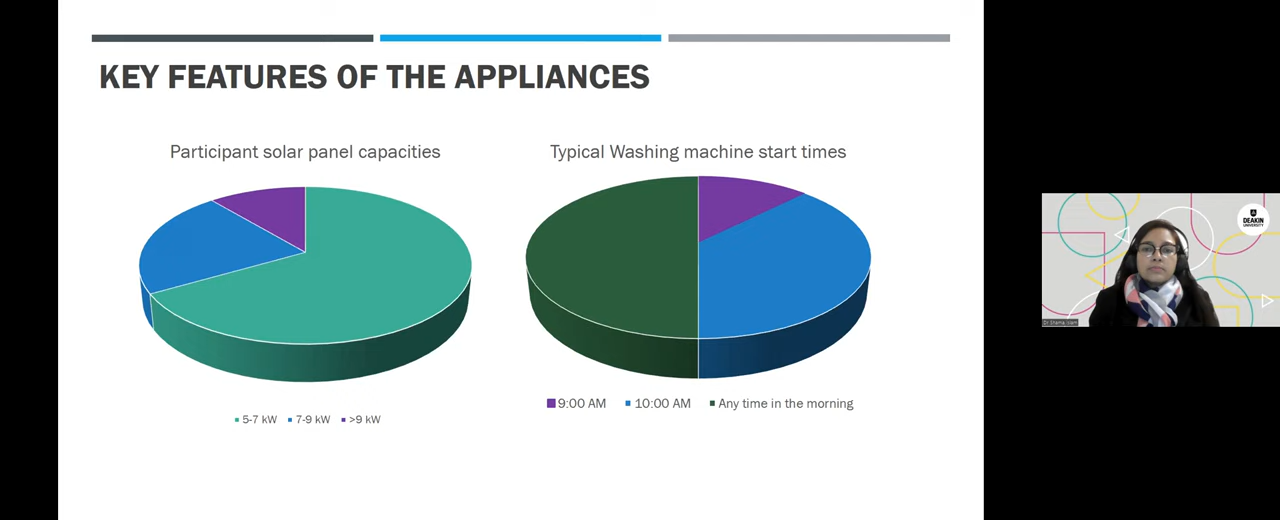 KEY FEATURES OF THE APPLIANCES
Participant solar panel capacities
5-7 kW 7-9 kW >9 kW
Typical Washing machine start times
9:00 AM 10:00 AM Any time in the morning
DEAKIN
UNIVERSITY